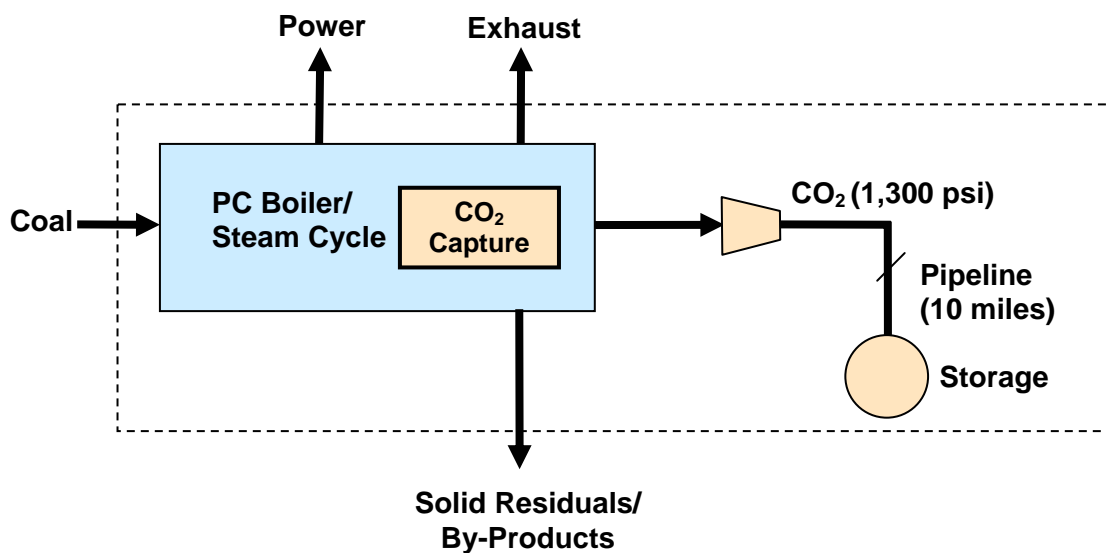 Power
Exhaust
Coal
PC Boiler/
Steam Cycle
CO₂
Capture
CO₂ (1,300 psi)
Pipeline
(10 miles)
Storage
Solid Residuals/
By-Products